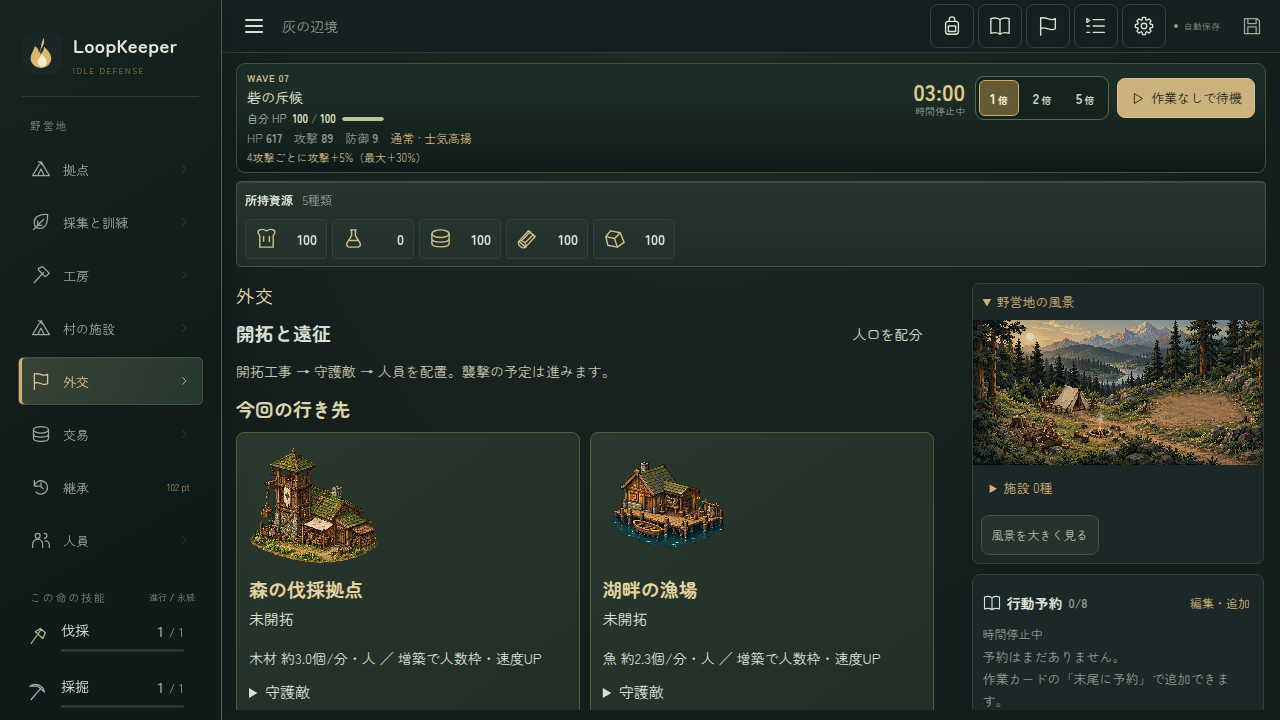 LoopKeeper
IDLE DEFENSE
野営地
拠点
採集と訓練
工房
村の施設
外交
交易
継承 102 pt
人員
この命の技能 進行 / 永続
伐採 1 / 1
採掘 1 / 1
灰の辺境
自動保存
WAVE 07
砦の斥候
自分 HP 100 / 100
HP 617 攻撃 89 防御 9 通常 · 士気高揚
4攻撃ごとに攻撃+5%（最大+30%）
03:00
時間停止中
1倍 2倍 5倍
作業なしで待機
所持資源 5種類
100 0 100 100 100
外交
開拓と遠征
人口を配分
開拓工事 → 守護敵 → 人員を配置。襲撃の予定は進みます。
今回の行き先
森の伐採拠点
未開拓
木材 約3.0個/分・人 ／ 増築で人数枠・速度UP
▶ 守護敵
湖畔の漁場
未開拓
魚 約2.3個/分・人 ／ 増築で人数枠・速度UP
▶ 守護敵
▼ 野営地の風景
▶ 施設 0種
風景を大きく見る
行動予約 0/8
編集・追加
時間停止中
予約はまだありません。
作業カードの「末尾に予約」で追加できま
す。